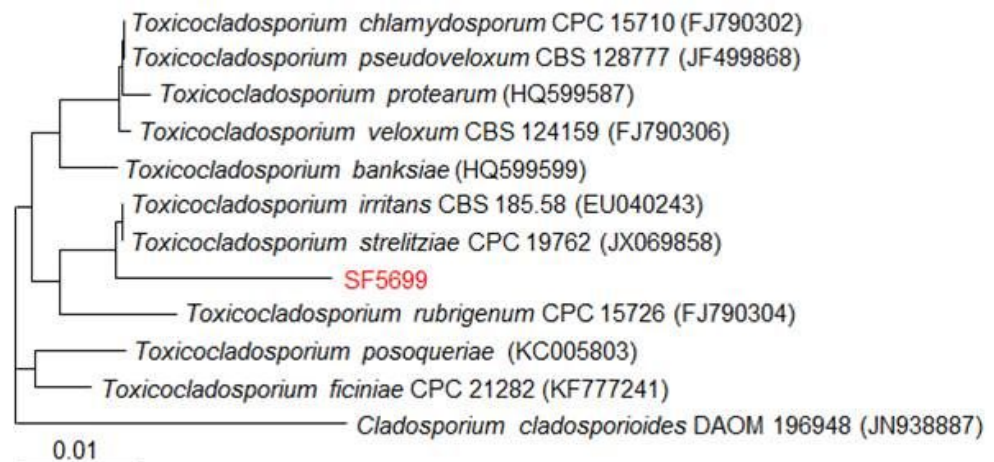 Toxicocladosporium chlamydosporum CPC 15710 (FJ790302)
Toxicocladosporium pseudoveloxum CBS 128777 (JF499868)
Toxicocladosporium protearum (HQ599587)
Toxicocladosporium veloxum CBS 124159 (FJ790306)
Toxicocladosporium banksiae (HQ599599)
Toxicocladosporium irritans CBS 185.58 (EU040243)
Toxicocladosporium strelitziae CPC 19762 (JX069858)
SF5699
Toxicocladosporium rubrigenum CPC 15726 (FJ790304)
Toxicocladosporium posoqueriae (KC005803)
Toxicocladosporium ficiniae CPC 21282 (KF777241)
Cladosporium cladosporioides DAOM 196948 (JN938887)
0.01